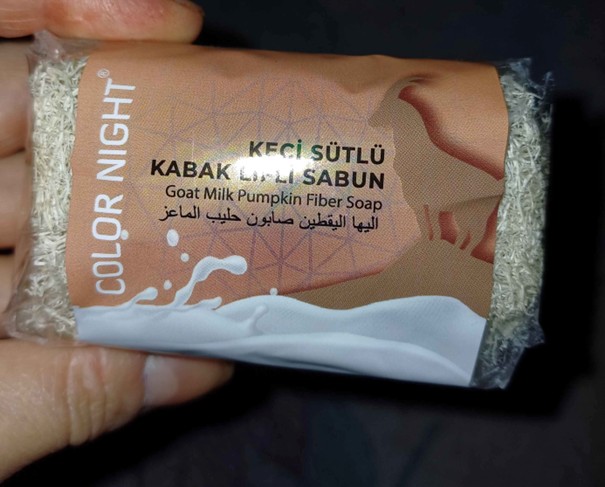 COLOR NIGHT®
KEÇİ SÜTLÜ
KABAK LİFLİ SABUN
Goat Milk Pumpkin Fiber Soap
اليها اليقطين صابون حليب الماعز